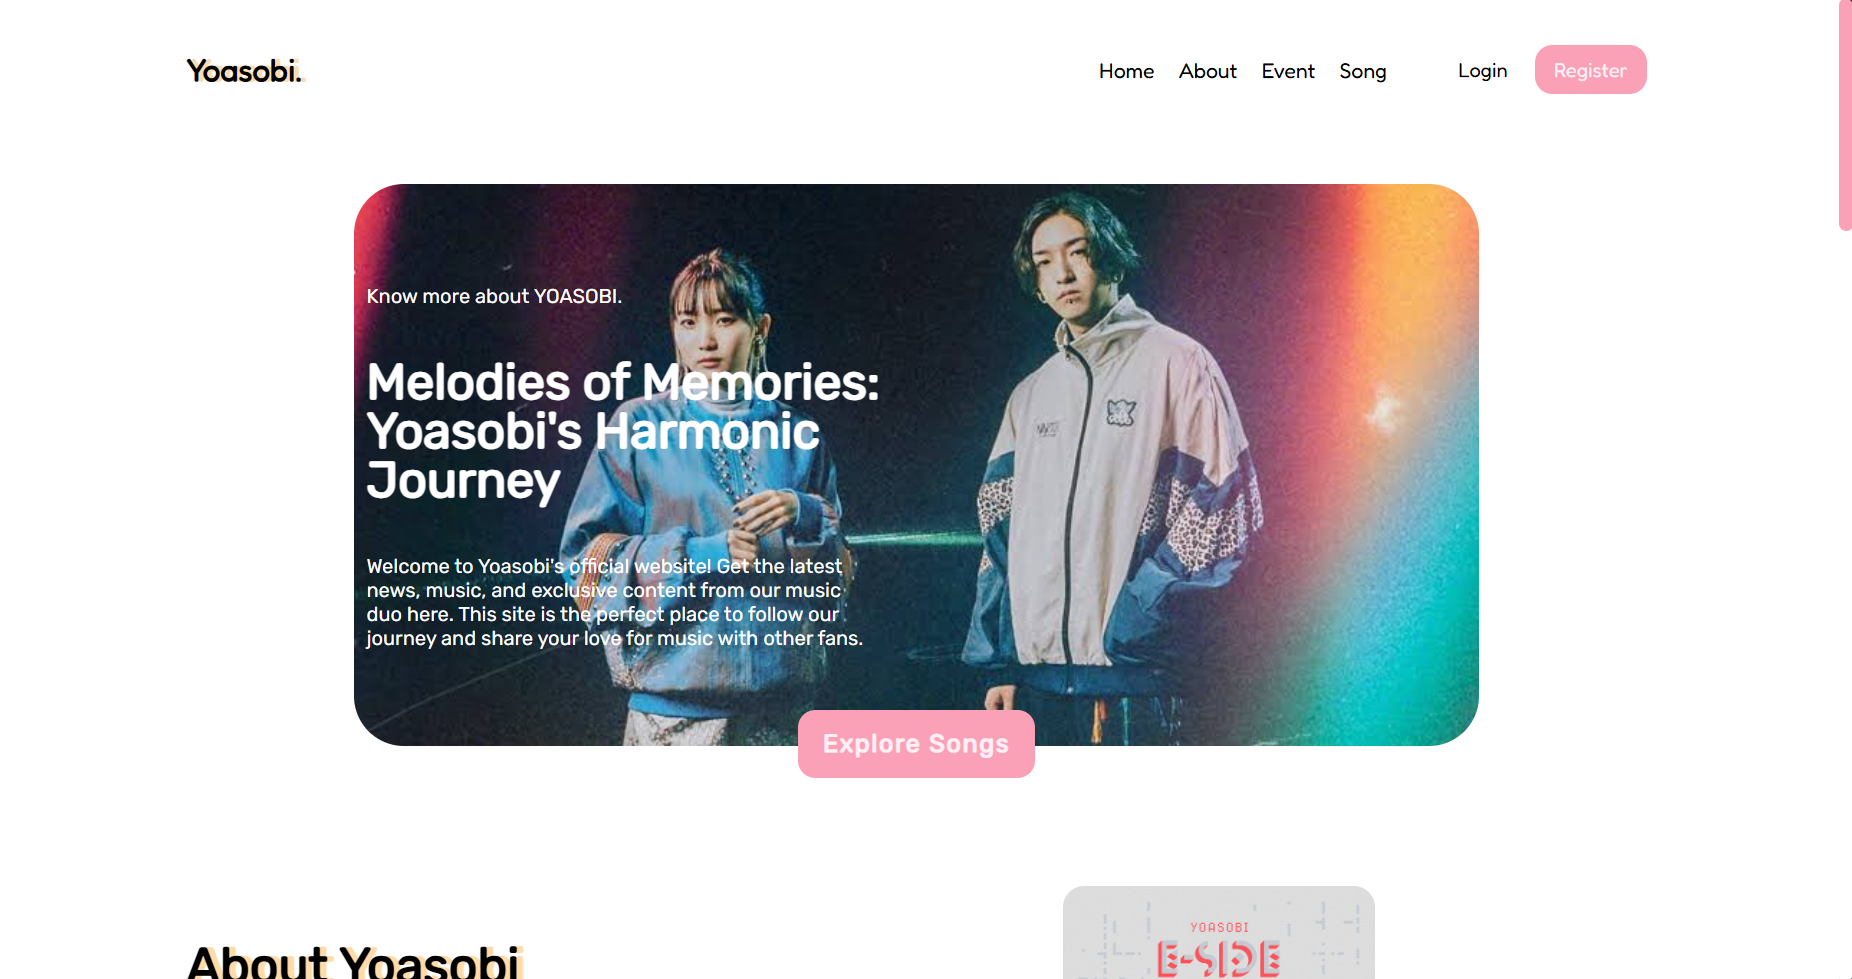 Yoasobi.
Home About Event Song Login Register
Know more about YOASOBI.
Melodies of Memories:
Yoasobi's Harmonic
Journey
Welcome to Yoasobi's official website! Get the latest
news, music, and exclusive content from our music
duo here. This site is the perfect place to follow our
journey and share your love for music with other fans.
Explore Songs
About Yoasobi
YOASOBI
E-SIDE